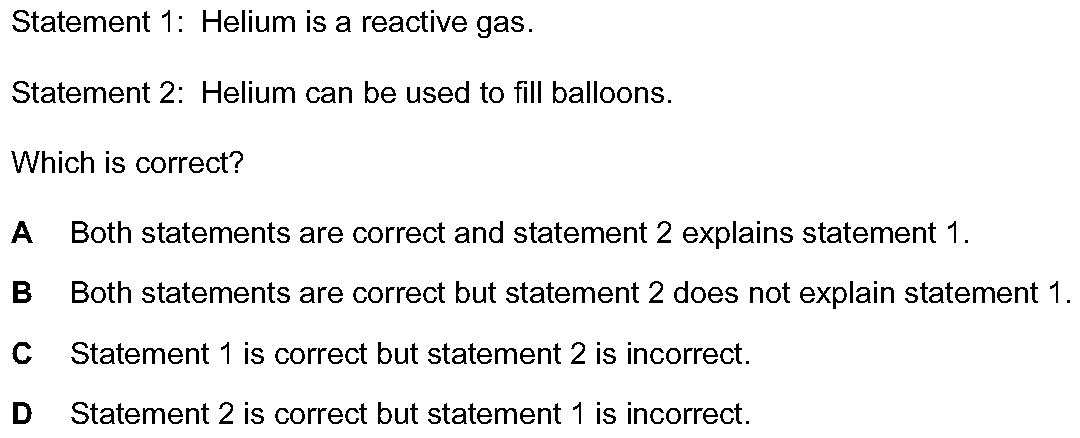 Statement 1: Helium is a reactive gas.
Statement 2: Helium can be used to fill balloons.
Which is correct?
A Both statements are correct and statement 2 explains statement 1.
B Both statements are correct but statement 2 does not explain statement 1.
C Statement 1 is correct but statement 2 is incorrect.
D Statement 2 is correct but statement 1 is incorrect.